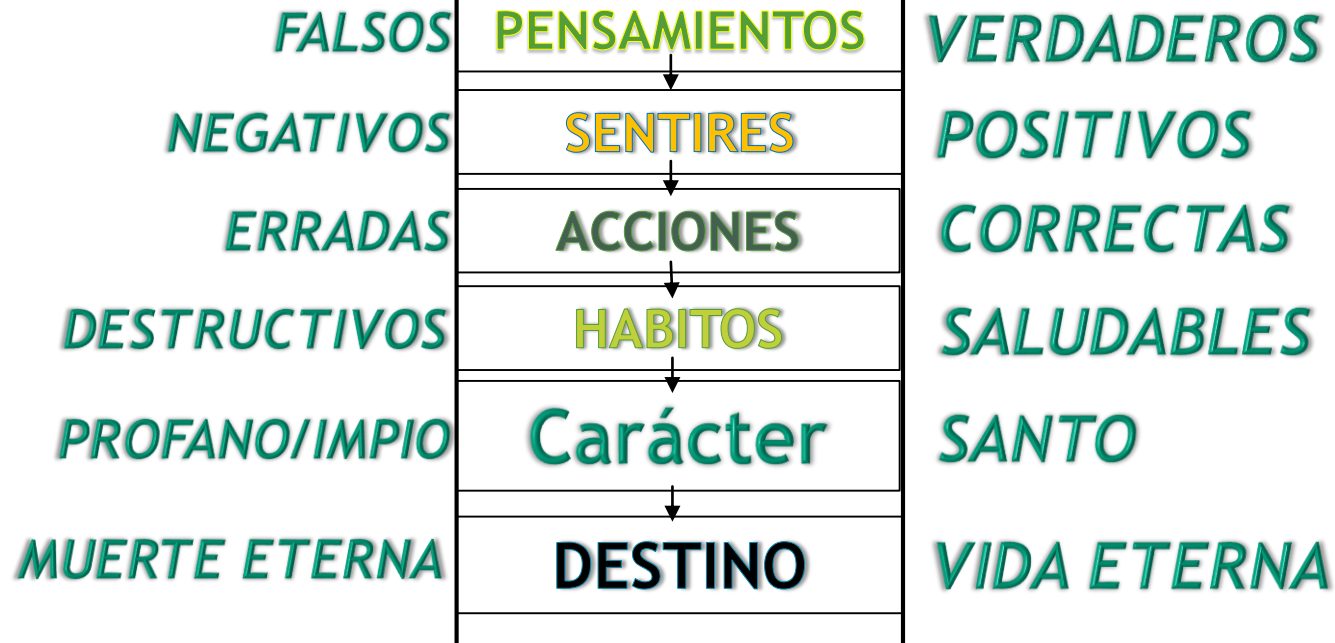 FALSOS PENSAMIENTOS VERDADEROS
NEGATIVOS SENTIRES POSITIVOS
ERRADAS ACCIONES CORRECTAS
DESTRUCTIVOS HABITOS SALUDABLES
PROFANO/IMPIO Carácter SANTO
MUERTE ETERNA DESTINO VIDA ETERNA